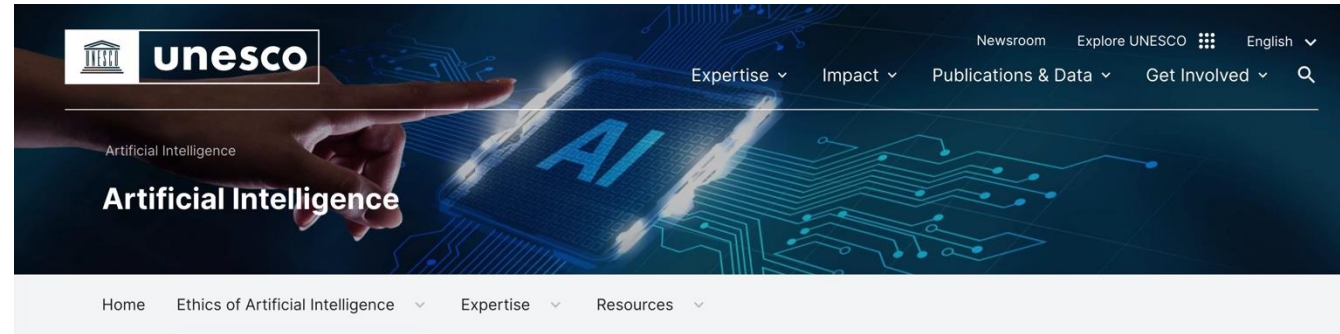 UNESCO
unesco
Newsroom Explore UNESCO English
Expertise Impact Publications & Data Get Involved
Artificial Intelligence
AI
Artificial Intelligence
Home Ethics of Artificial Intelligence Expertise Resources